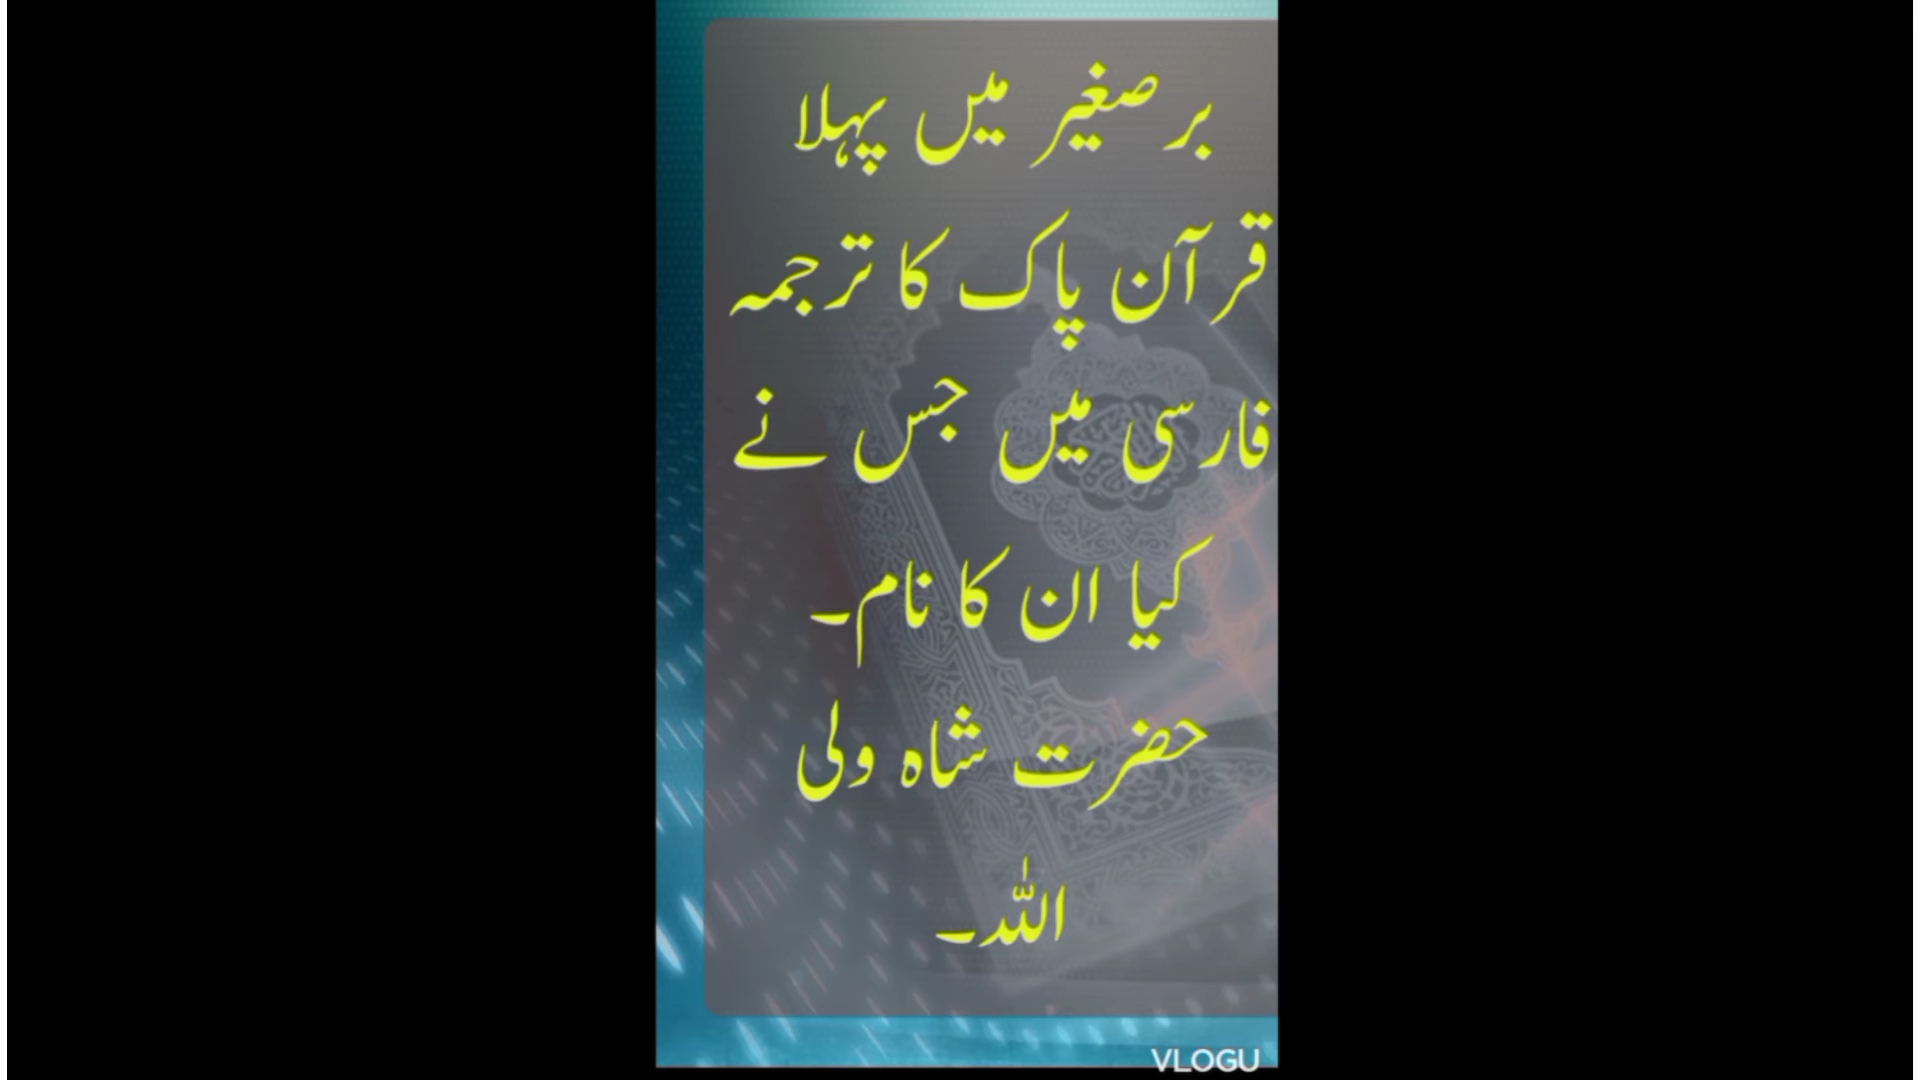 برصغیر میں پہلا
قرآن پاک کا ترجمہ
فارسی میں جس نے
کیا ان کا نام۔
حضرت شاہ ولی
اللہ۔
VLOGU